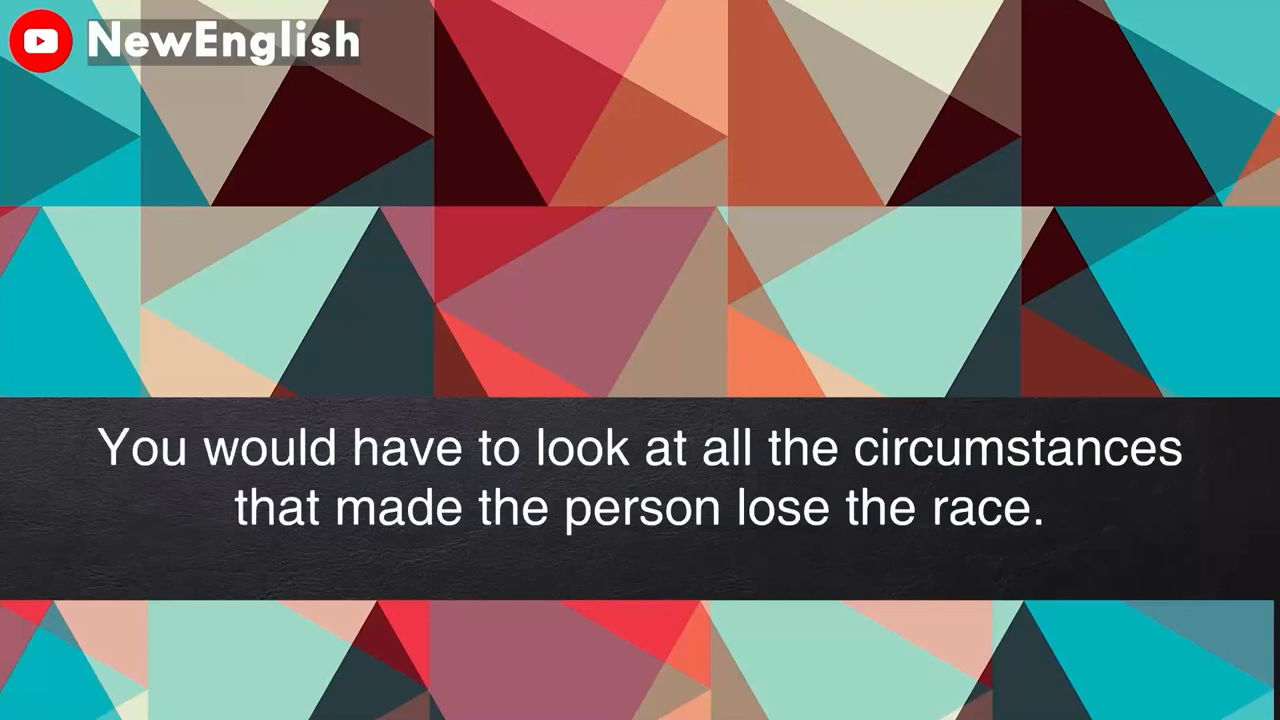 NewEnglish
You would have to look at all the circumstances
that made the person lose the race.